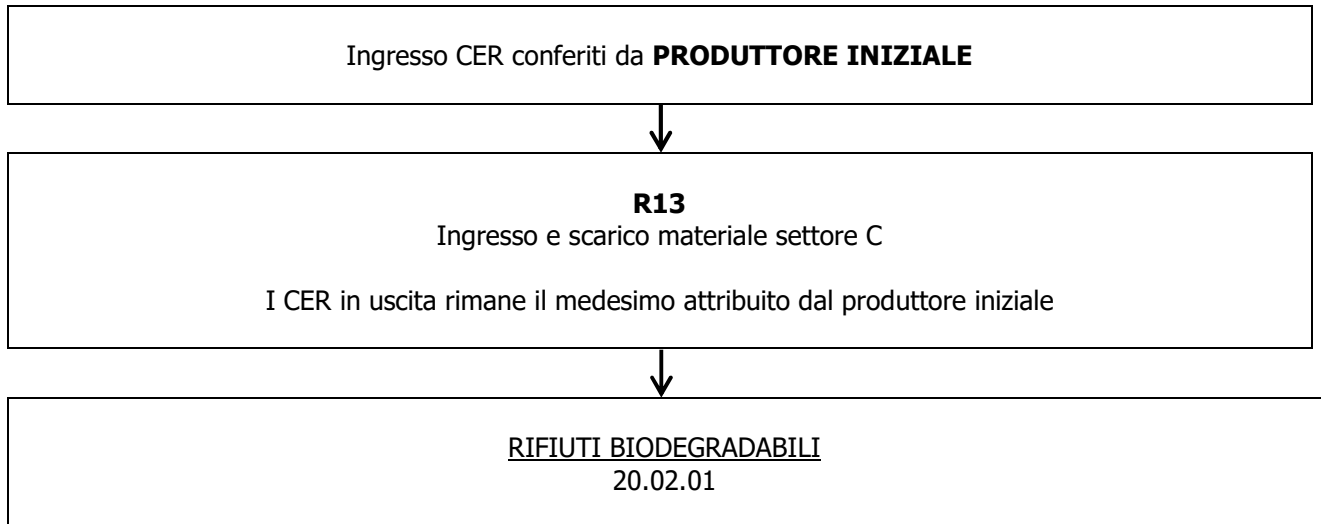 Ingresso CER conferiti da PRODUTTORE INIZIALE
R13
Ingresso e scarico materiale settore C
I CER in uscita rimane il medesimo attribuito dal produttore iniziale
RIFIUTI BIODEGRADABILI
20.02.01